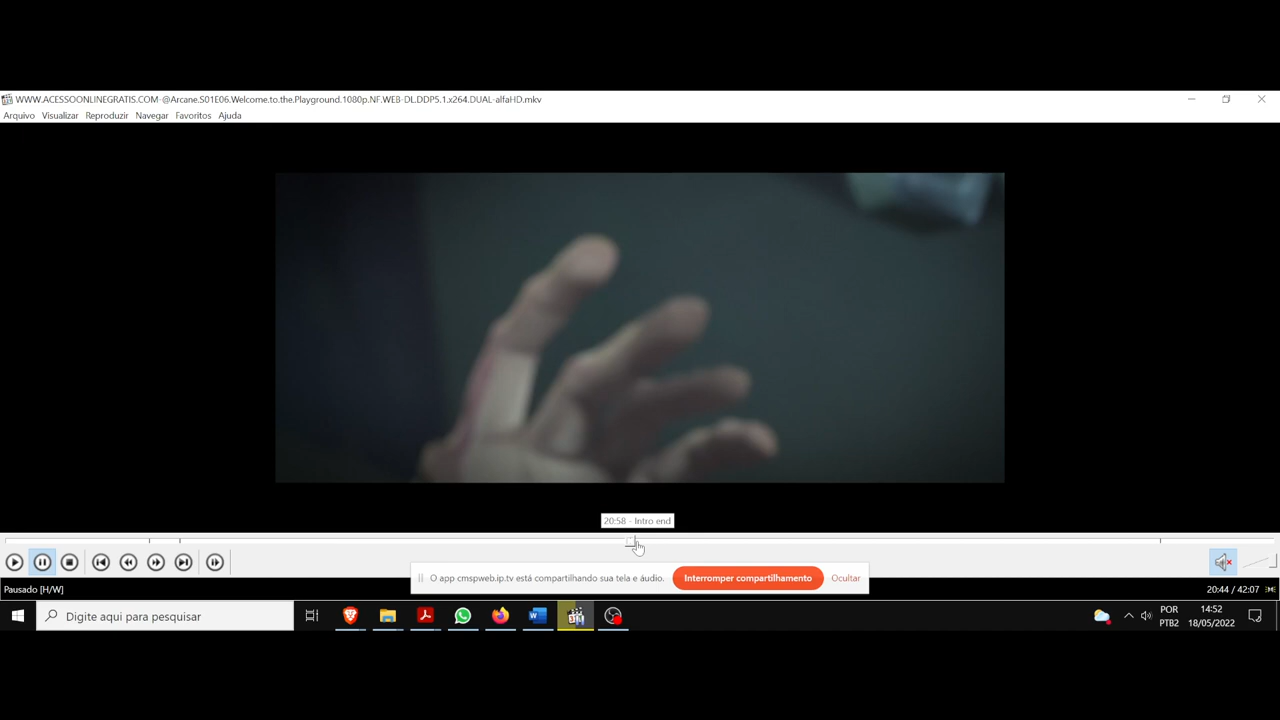 WWW.ACESSOONLINEGRATIS.COM-@Arcane.S01E06.Welcome.to.the.Playground.1080p.NF.WEB-DL.DDP5.1.x264.DUAL-alfaHD.mkv
Arquivo Visualizar Reproduzir Navegar Favoritos Ajuda
20:58 - Intro end
O app cmspweb.ip.tv está compartilhando sua tela e áudio. Interromper compartilhamento Ocultar
Pausado [H/W] 20:44 / 42:07
Digite aqui para pesquisar
POR 14:52
PTB2 18/05/2022